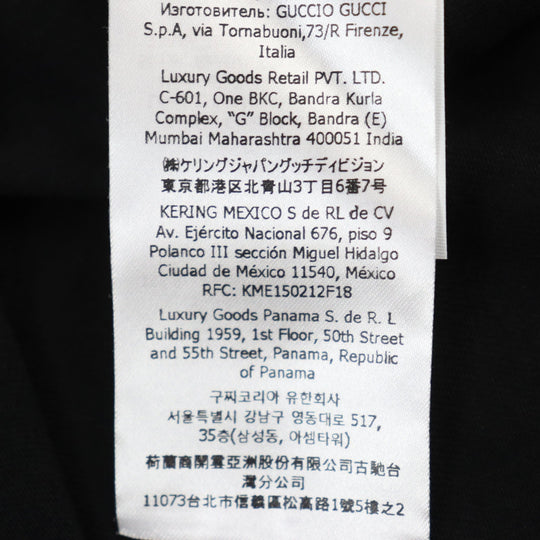 Изготовитель: GUCCIO GUCCI
S.p.A, via Tornabuoni,73/R Firenze,
Italia
Luxury Goods Retail PVT. LTD.
C-601, One BKC, Bandra Kurla
Complex, “G” Block, Bandra (E)
Mumbai Maharashtra 400051 India
㈱ケリングジャパングッチディビジョン
東京都港区北青山3丁目6番7号
KERING MEXICO S de RL de CV
Av. Ejército Nacional 676, piso 9
Polanco III sección Miguel Hidalgo
Ciudad de México 11540, México
RFC: KME150212F18
Luxury Goods Panama S. de R. L
Building 1959, 1st Floor, 50th Street
and 55th Street, Panama, Republic
of Panama
구찌코리아 유한회사
서울특별시 강남구 영동대로 517,
35층(삼성동, 아셈타워)
荷蘭商開雲亞洲股份有限公司古馳台
灣分公司
11073台北市信義區松高路1號5樓之2